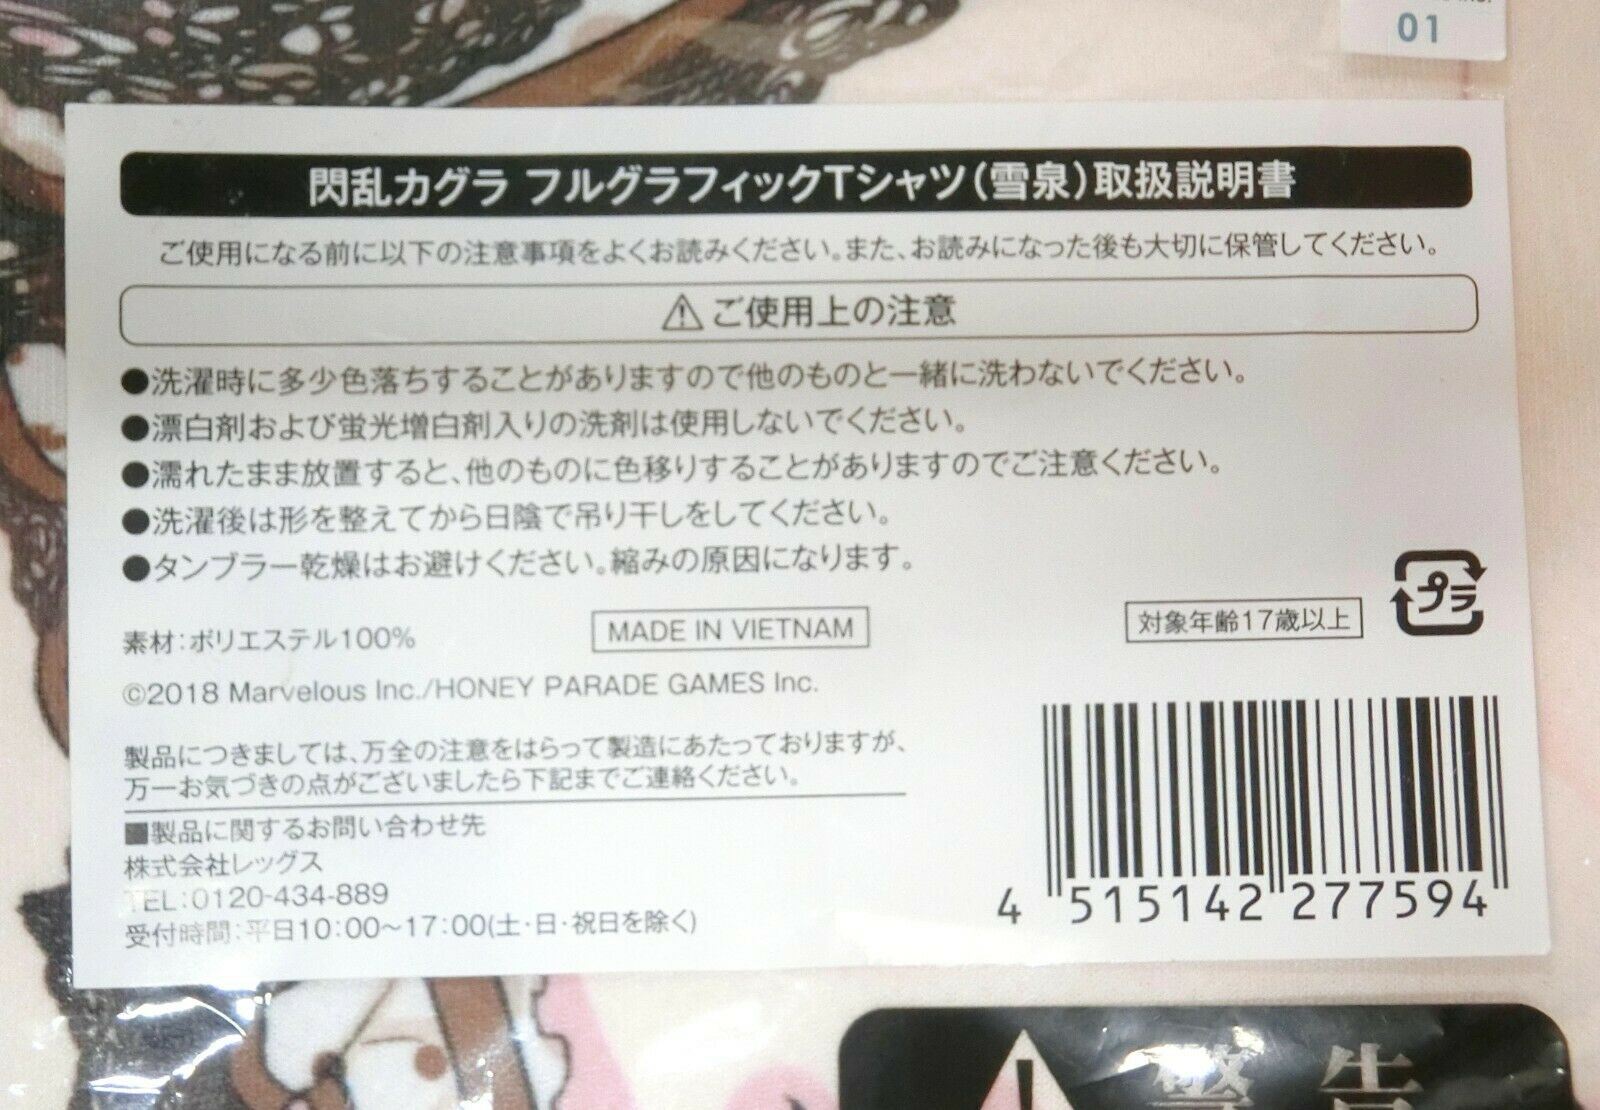 01
閃乱カグラ フルグラフィックTシャツ(雪泉)取扱説明書
ご使用になる前に以下の注意事項をよくお読みください。また、お読みになった後も大切に保管してください。
⚠ご使用上の注意
●洗濯時に多少色落ちすることがありますので他のものと一緒に洗わないでください。
●漂白剤および蛍光増白剤入りの洗剤は使用しないでください。
●濡れたまま放置すると、他のものに色移りすることがありますのでご注意ください。
●洗濯後は形を整えてから日陰で吊り干しをしてください。
●タンブラー乾燥はお避けください。縮みの原因になります。
素材:ポリエステル100%
MADE IN VIETNAM
対象年齢17歳以上
プラ
©2018 Marvelous Inc./HONEY PARADE GAMES Inc.
製品につきましては、万全の注意をはらって製造にあたっておりますが、
万一お気づきの点がございましたら下記までご連絡ください。
■製品に関するお問い合わせ先
株式会社レッグス
TEL:0120-434-889
受付時間:平日10:00〜17:00(土・日・祝日を除く)
4 515142 277594
警告